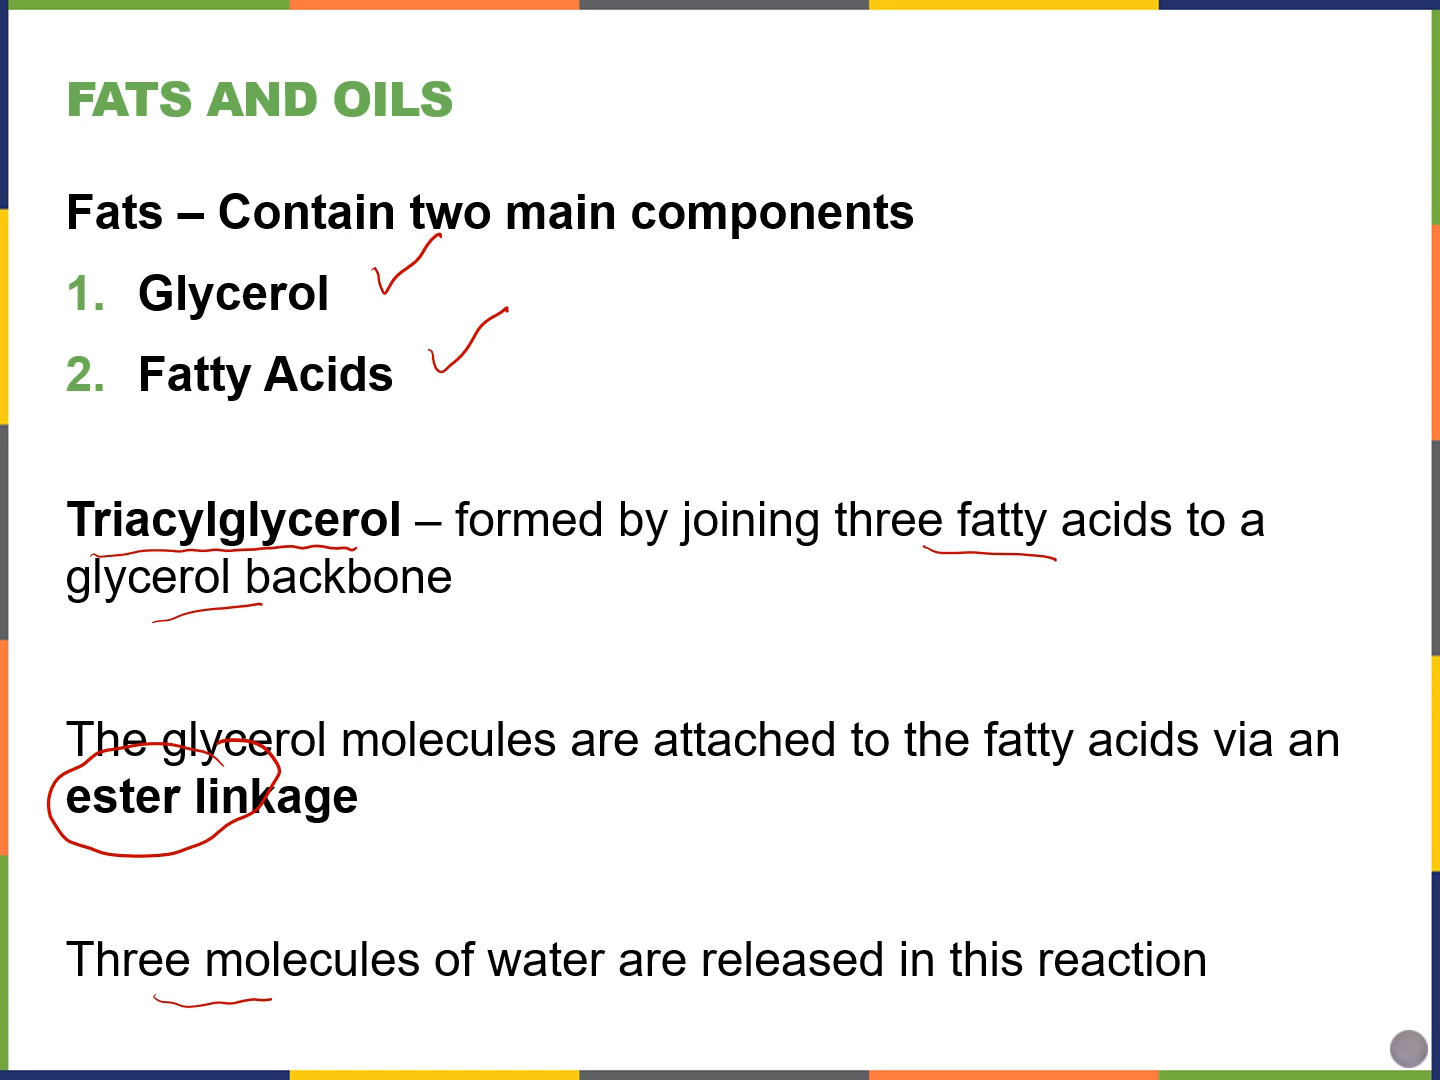 FATS AND OILS
Fats – Contain two main components
1. Glycerol
2. Fatty Acids
Triacylglycerol – formed by joining three fatty acids to a
glycerol backbone
The glycerol molecules are attached to the fatty acids via an
ester linkage
Three molecules of water are released in this reaction